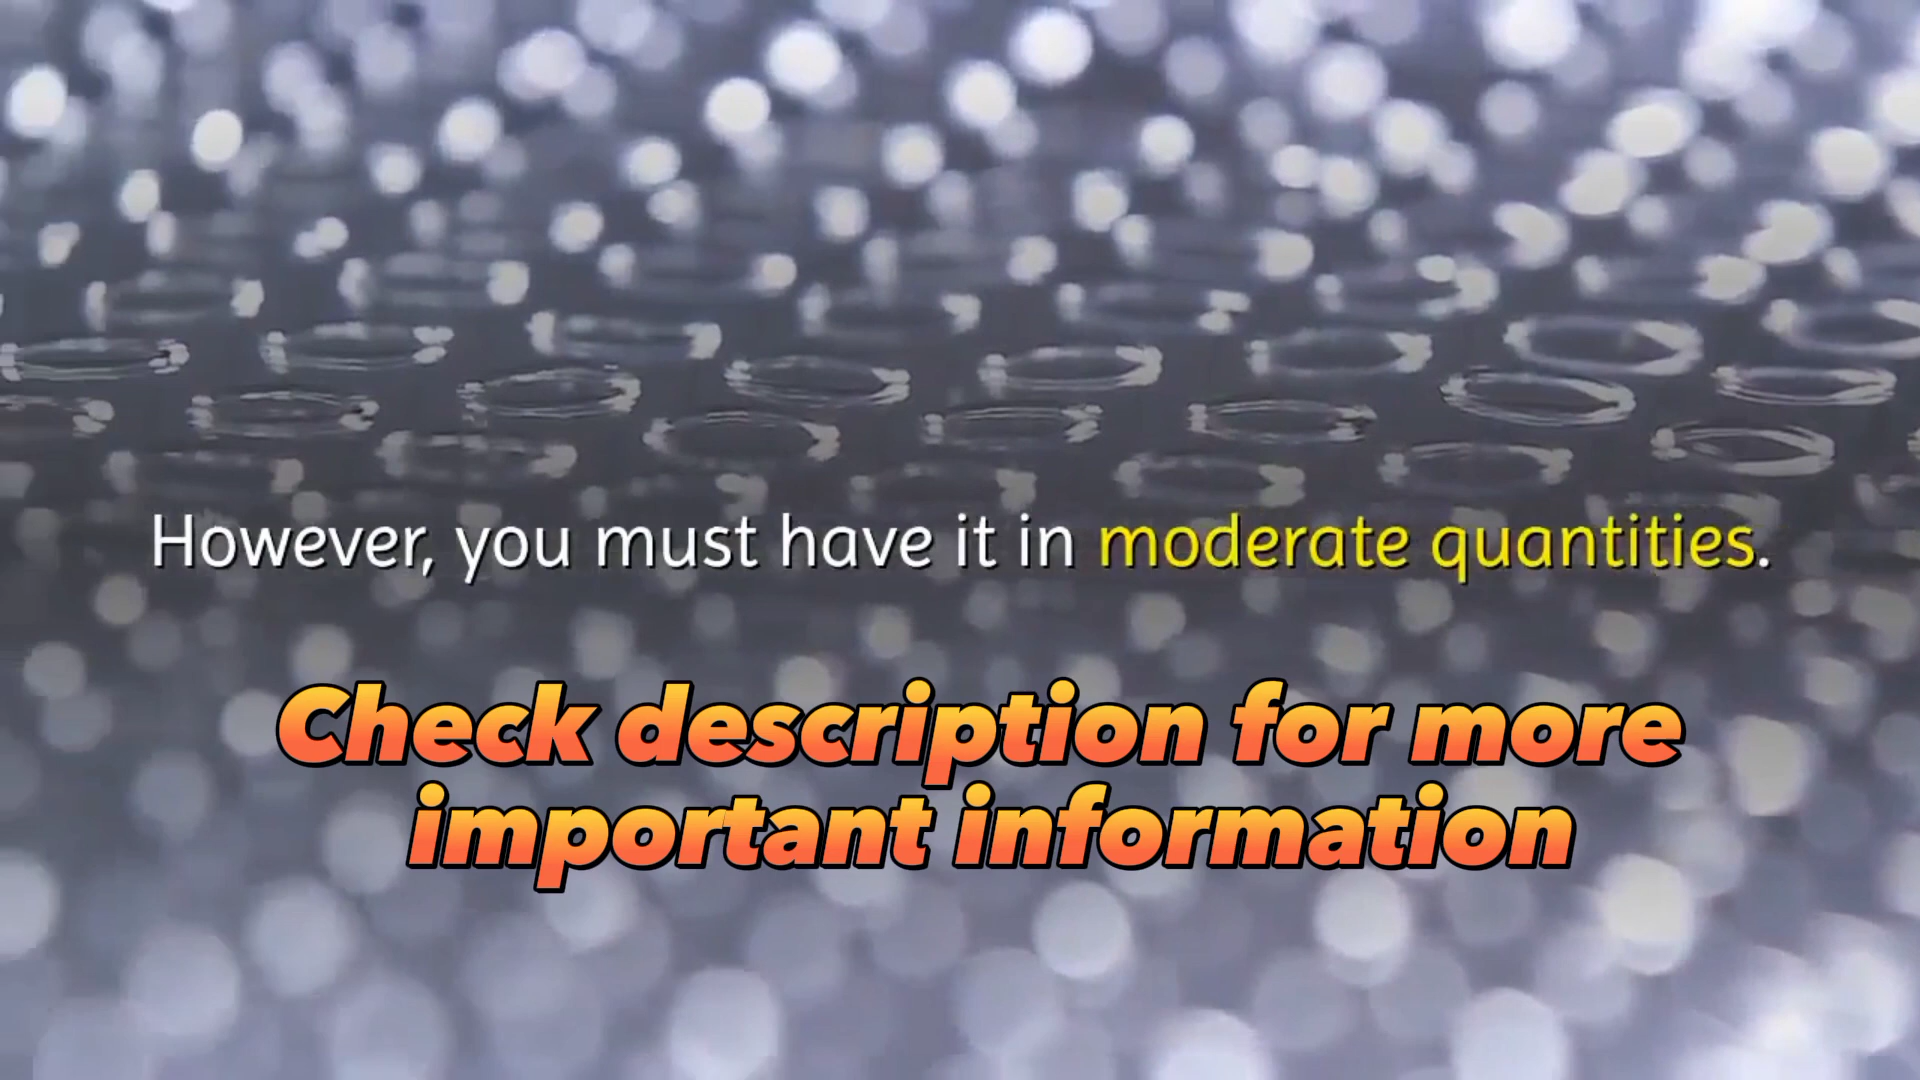 However, you must have it in moderate quantities.
Check description for more
important information